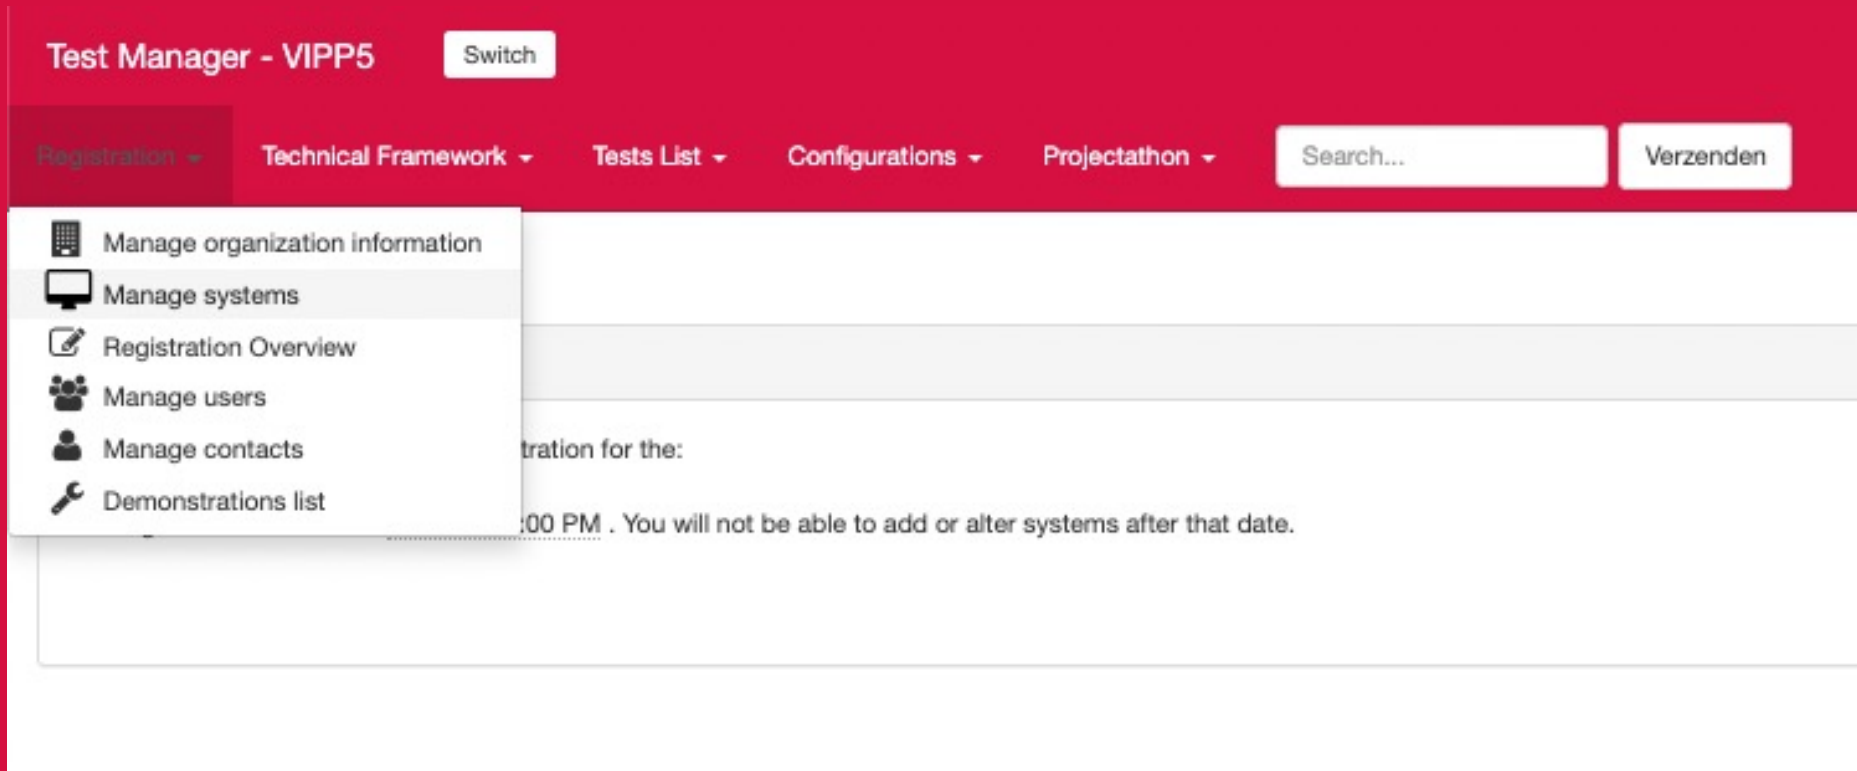 Test Manager - VIPP5 Switch
Registration Technical Framework Tests List Configurations Projectathon Search... Verzenden
Manage organization information
Manage systems
Registration Overview
Manage users
Manage contacts
tration for the:
Demonstrations list
:00 PM . You will not be able to add or alter systems after that date.